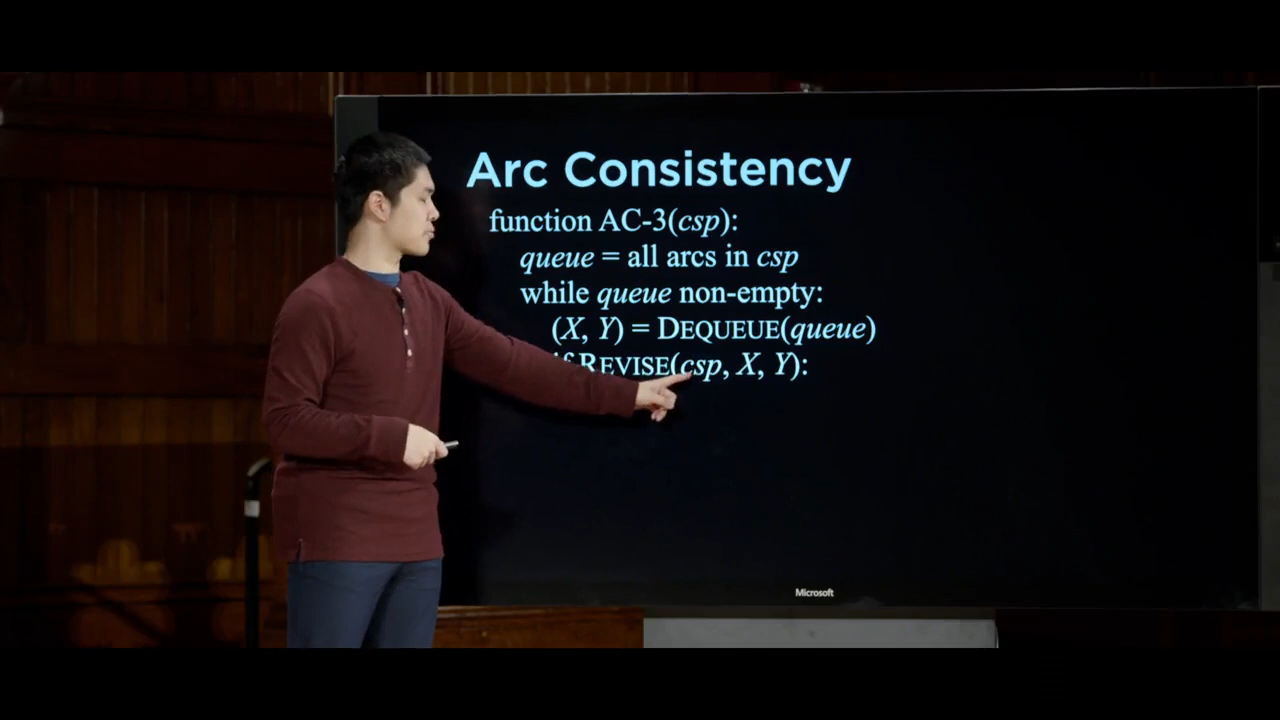 Arc Consistency
function AC-3(csp):
queue = all arcs in csp
while queue non-empty:
(X, Y) = DEQUEUE(queue)
if REVISE(csp, X, Y):
Microsoft